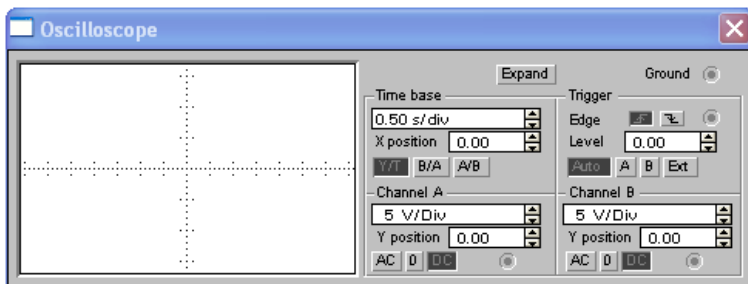 Oscilloscope
Expand Ground
Time base
0.50 s/div
X position 0.00
Y/T B/A A/B
Trigger
Edge
Level 0.00
Auto A B Ext
Channel A
5 V/Div
Y position 0.00
AC 0 DC
Channel B
5 V/Div
Y position 0.00
AC 0 DC